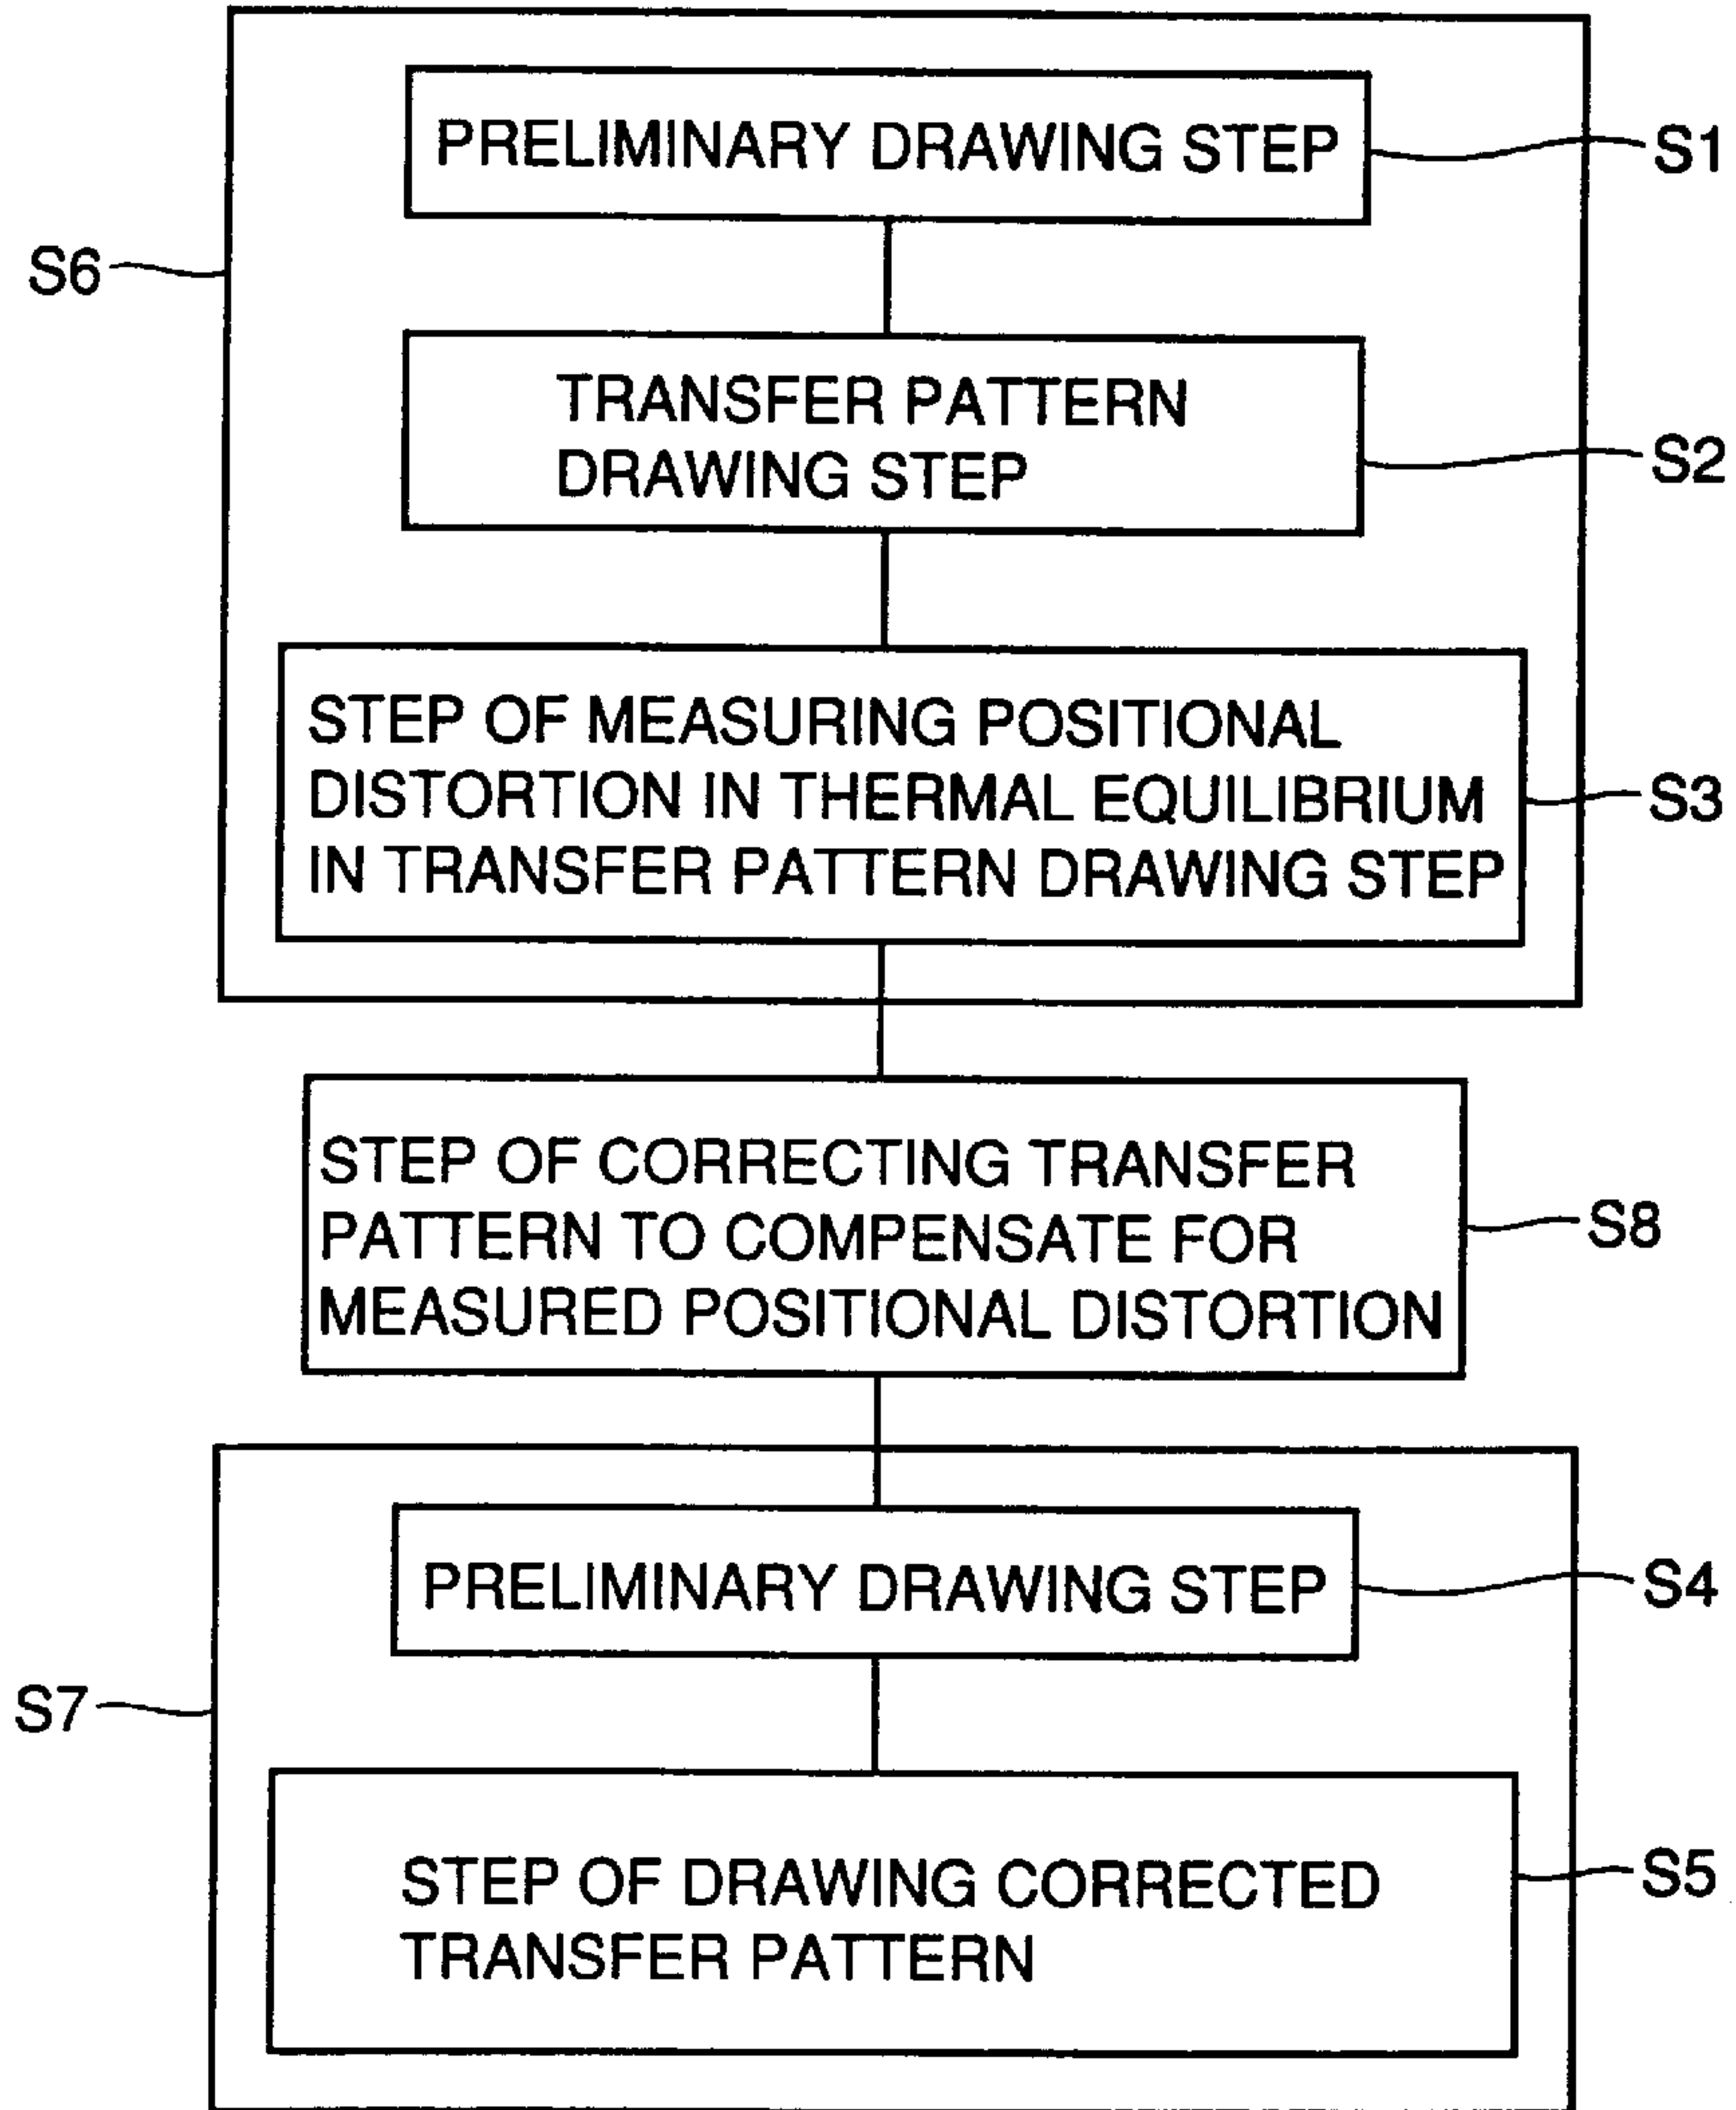 PRELIMINARY DRAWING STEP
S1
S6
TRANSFER PATTERN
DRAWING STEP
S2
STEP OF MEASURING POSITIONAL
DISTORTION IN THERMAL EQUILIBRIUM
IN TRANSFER PATTERN DRAWING STEP
S3
STEP OF CORRECTING TRANSFER
PATTERN TO COMPENSATE FOR
MEASURED POSITIONAL DISTORTION
S8
PRELIMINARY DRAWING STEP
S4
S7
STEP OF DRAWING CORRECTED
TRANSFER PATTERN
S5